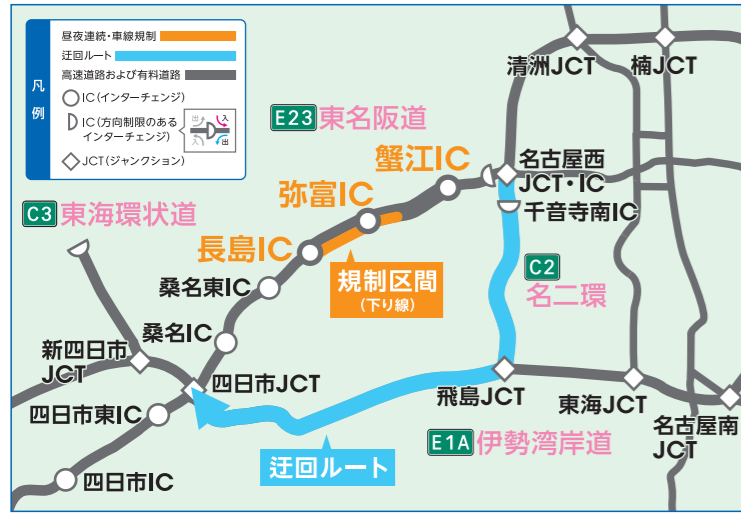 凡
例
昼夜連続・車線規制
迂回ルート
高速道路および有料道路
IC(インターチェンジ)
IC(方向制限のある
インターチェンジ)
出
入
入
出
JCT(ジャンクション)
清洲JCT
楠JCT
E23 東名阪道
蟹江IC
名古屋西
JCT・IC
弥富IC
千音寺南IC
C3 東海環状道
長島IC
規制区間
(下り線)
C2
名二環
桑名東IC
桑名IC
新四日市
JCT
四日市JCT
飛島JCT
東海JCT
四日市東IC
名古屋南
JCT
E1A 伊勢湾岸道
迂回ルート
四日市IC